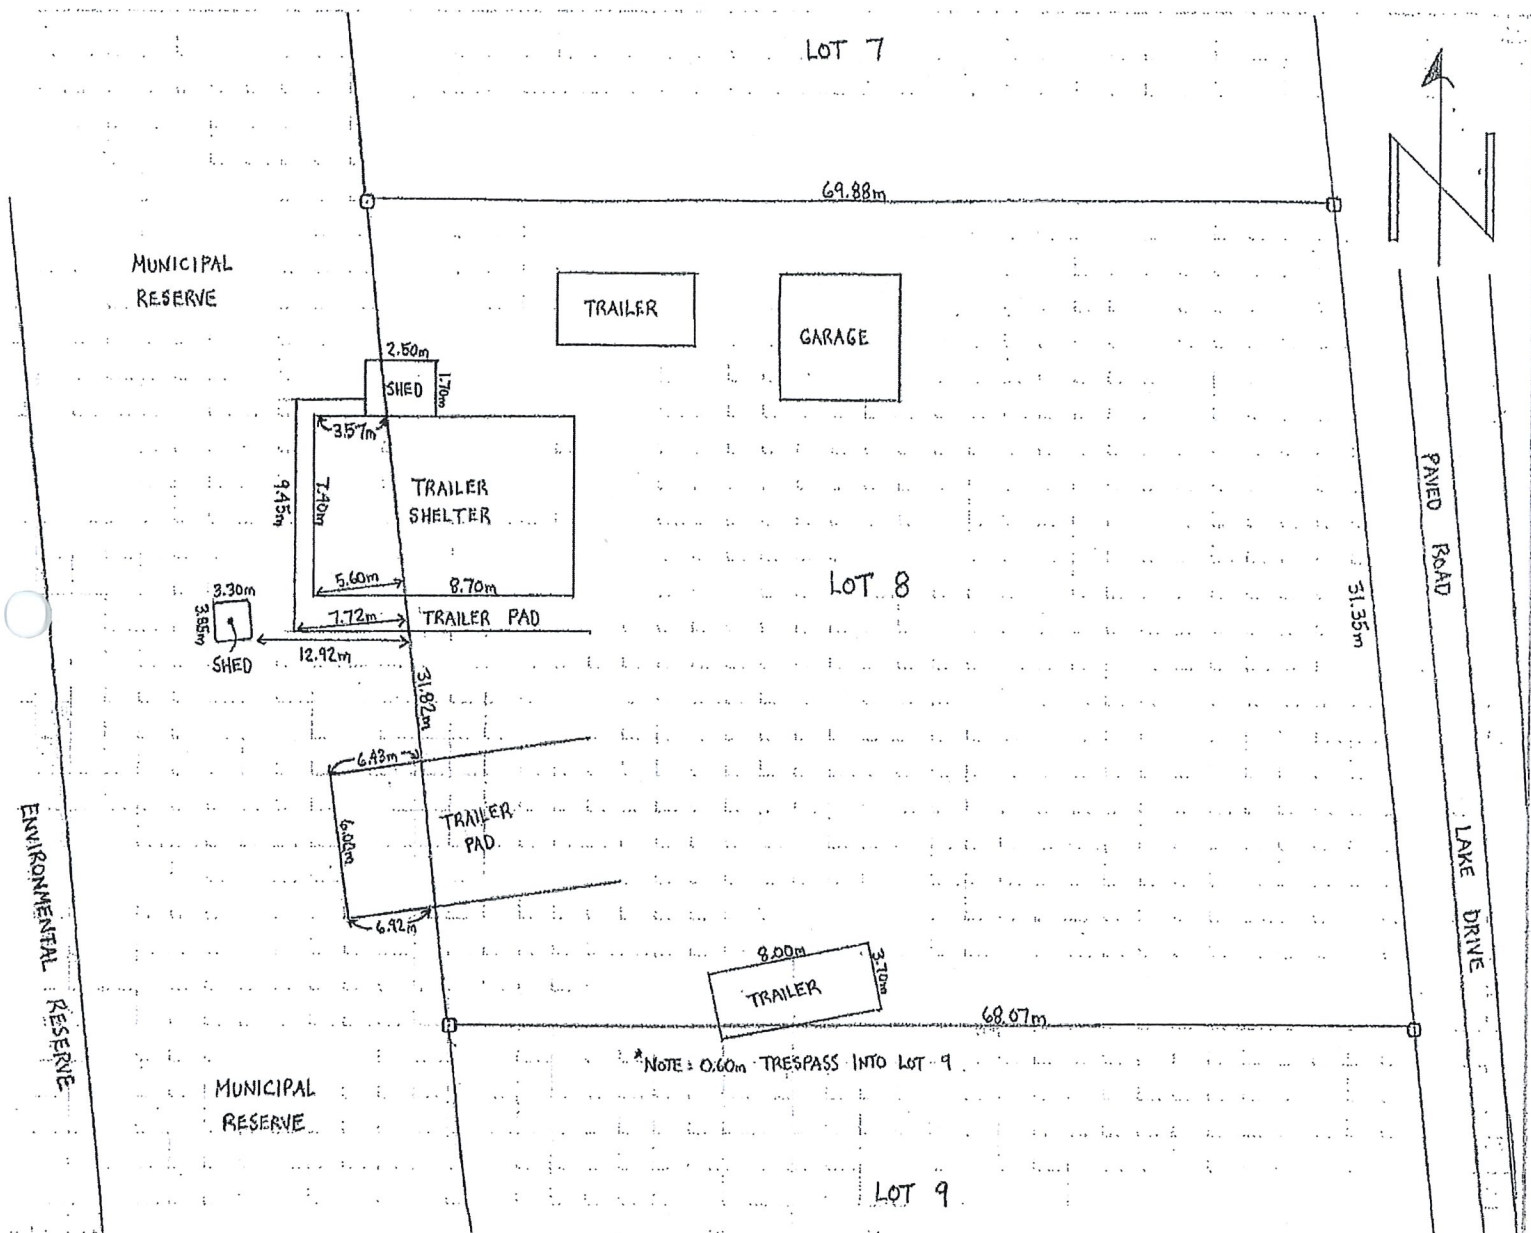 LOT 7
69.88m
MUNICIPAL
RESERVE
TRAILER
GARAGE
2.50m
SHED
1.70m
3.57m
9.45m
7.40m
TRAILER
SHELTER
5.60m
8.70m
LOT 8
3.30m
3.85m
SHED
7.72m
TRAILER PAD
12.92m
31.82m
31.35m
PAVED ROAD
LAKE DRIVE
6.43m
TRAILER
PAD
6.00m
6.92m
ENVIRONMENTAL RESERVE
8.00m
3.70m
TRAILER
68.07m
*NOTE: 0.60m TRESPASS INTO LOT 9
MUNICIPAL
RESERVE
LOT 9
N